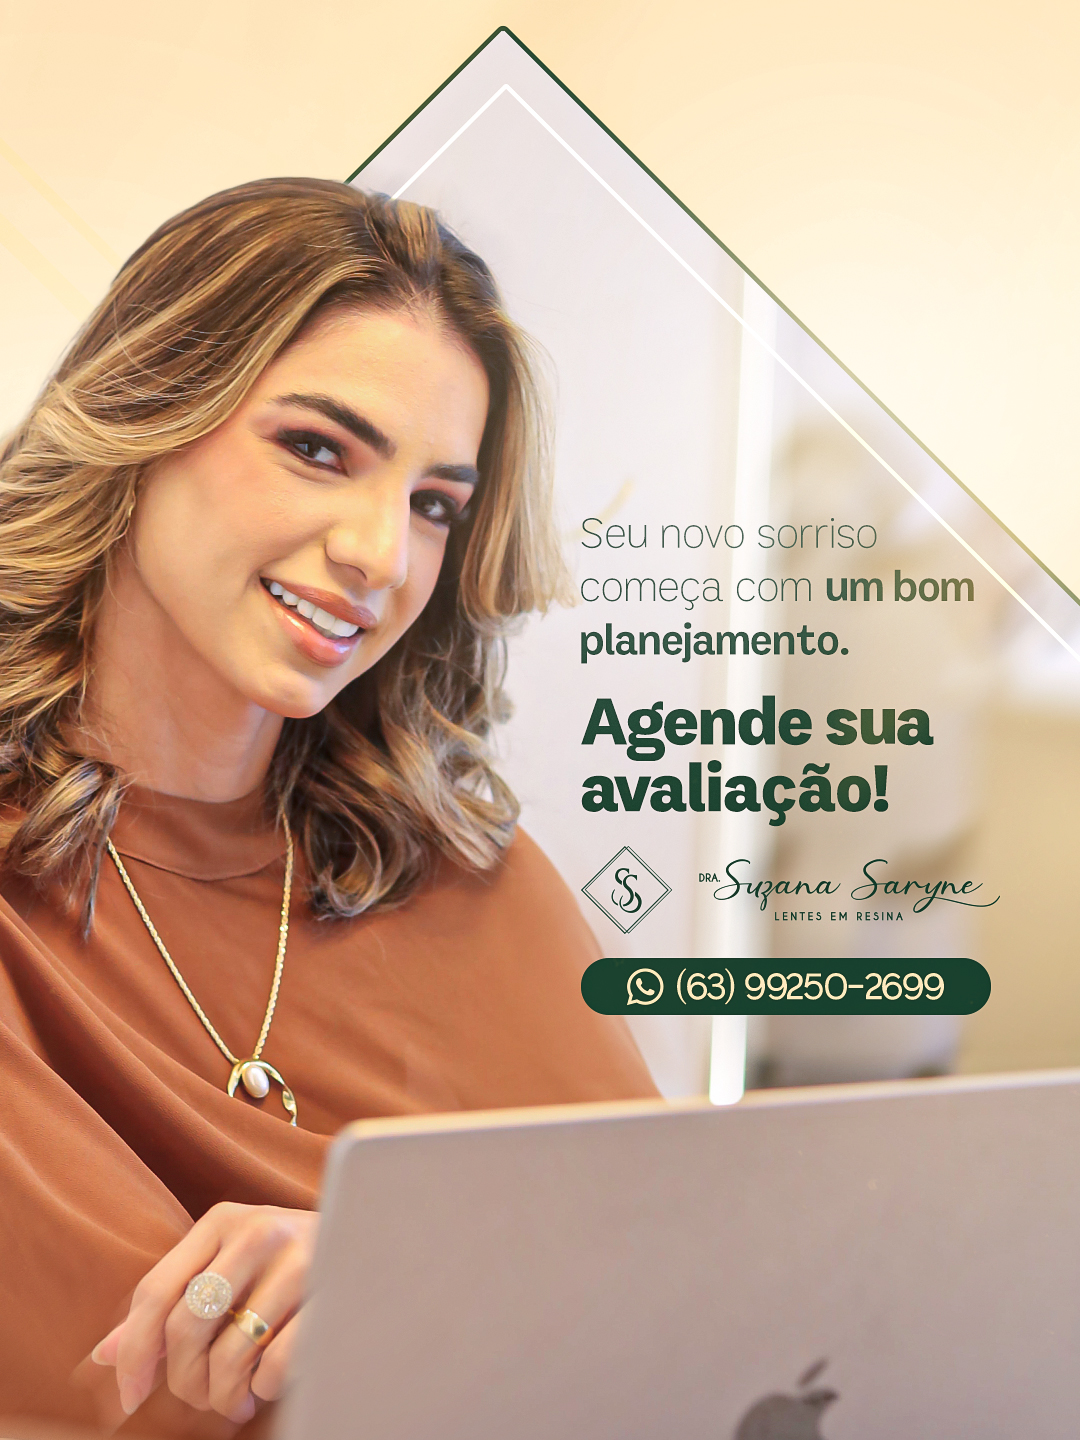 Seu novo sorriso
começa com um bom
planejamento.
Agende sua
avaliação!
SS
DRA. Suzana Saryne
LENTES EM RESINA
(63) 99250-2699